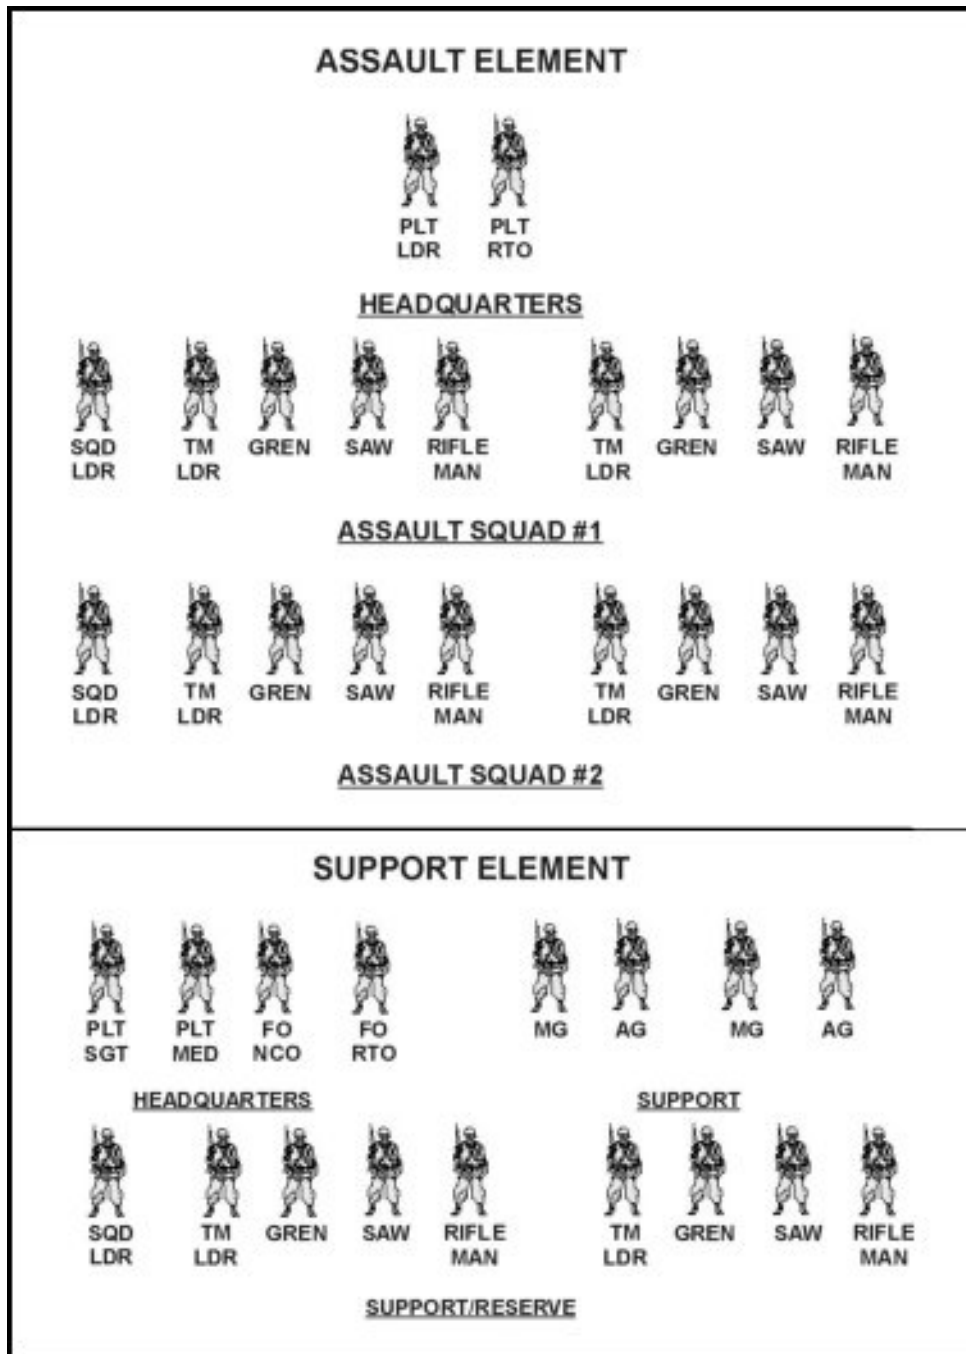 ASSAULT ELEMENT
PLT PLT
LDR RTO
HEADQUARTERS
SQD TM GREN SAW RIFLE TM GREN SAW RIFLE
LDR LDR MAN LDR MAN
ASSAULT SQUAD #1
SQD TM GREN SAW RIFLE TM GREN SAW RIFLE
LDR LDR MAN LDR MAN
ASSAULT SQUAD #2
SUPPORT ELEMENT
PLT PLT FO FO MG AG MG AG
SGT MED NCO RTO
HEADQUARTERS SUPPORT
SQD TM GREN SAW RIFLE TM GREN SAW RIFLE
LDR LDR MAN LDR MAN
SUPPORT/RESERVE